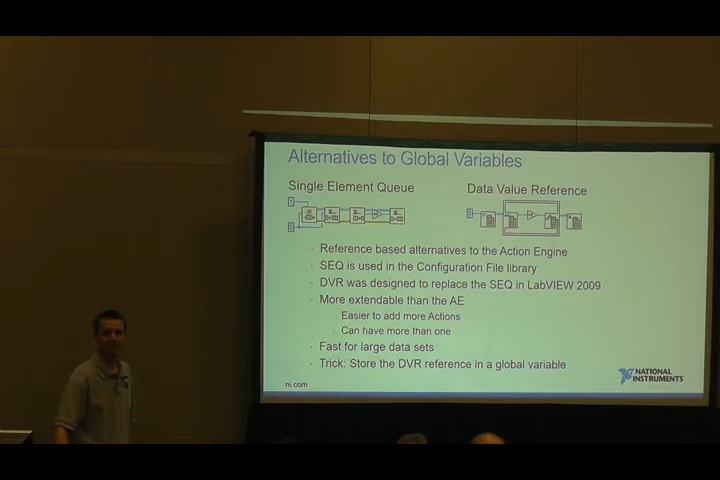 Alternatives to Global Variables
Single Element Queue
Data Value Reference
Reference based alternatives to the Action Engine
SEQ is used in the Configuration File library
DVR was designed to replace the SEQ in LabVIEW 2009
More extendable than the AE
Easier to add more Actions
Can have more than one
Fast for large data sets
Trick: Store the DVR reference in a global variable
ni.com
NATIONAL
INSTRUMENTS